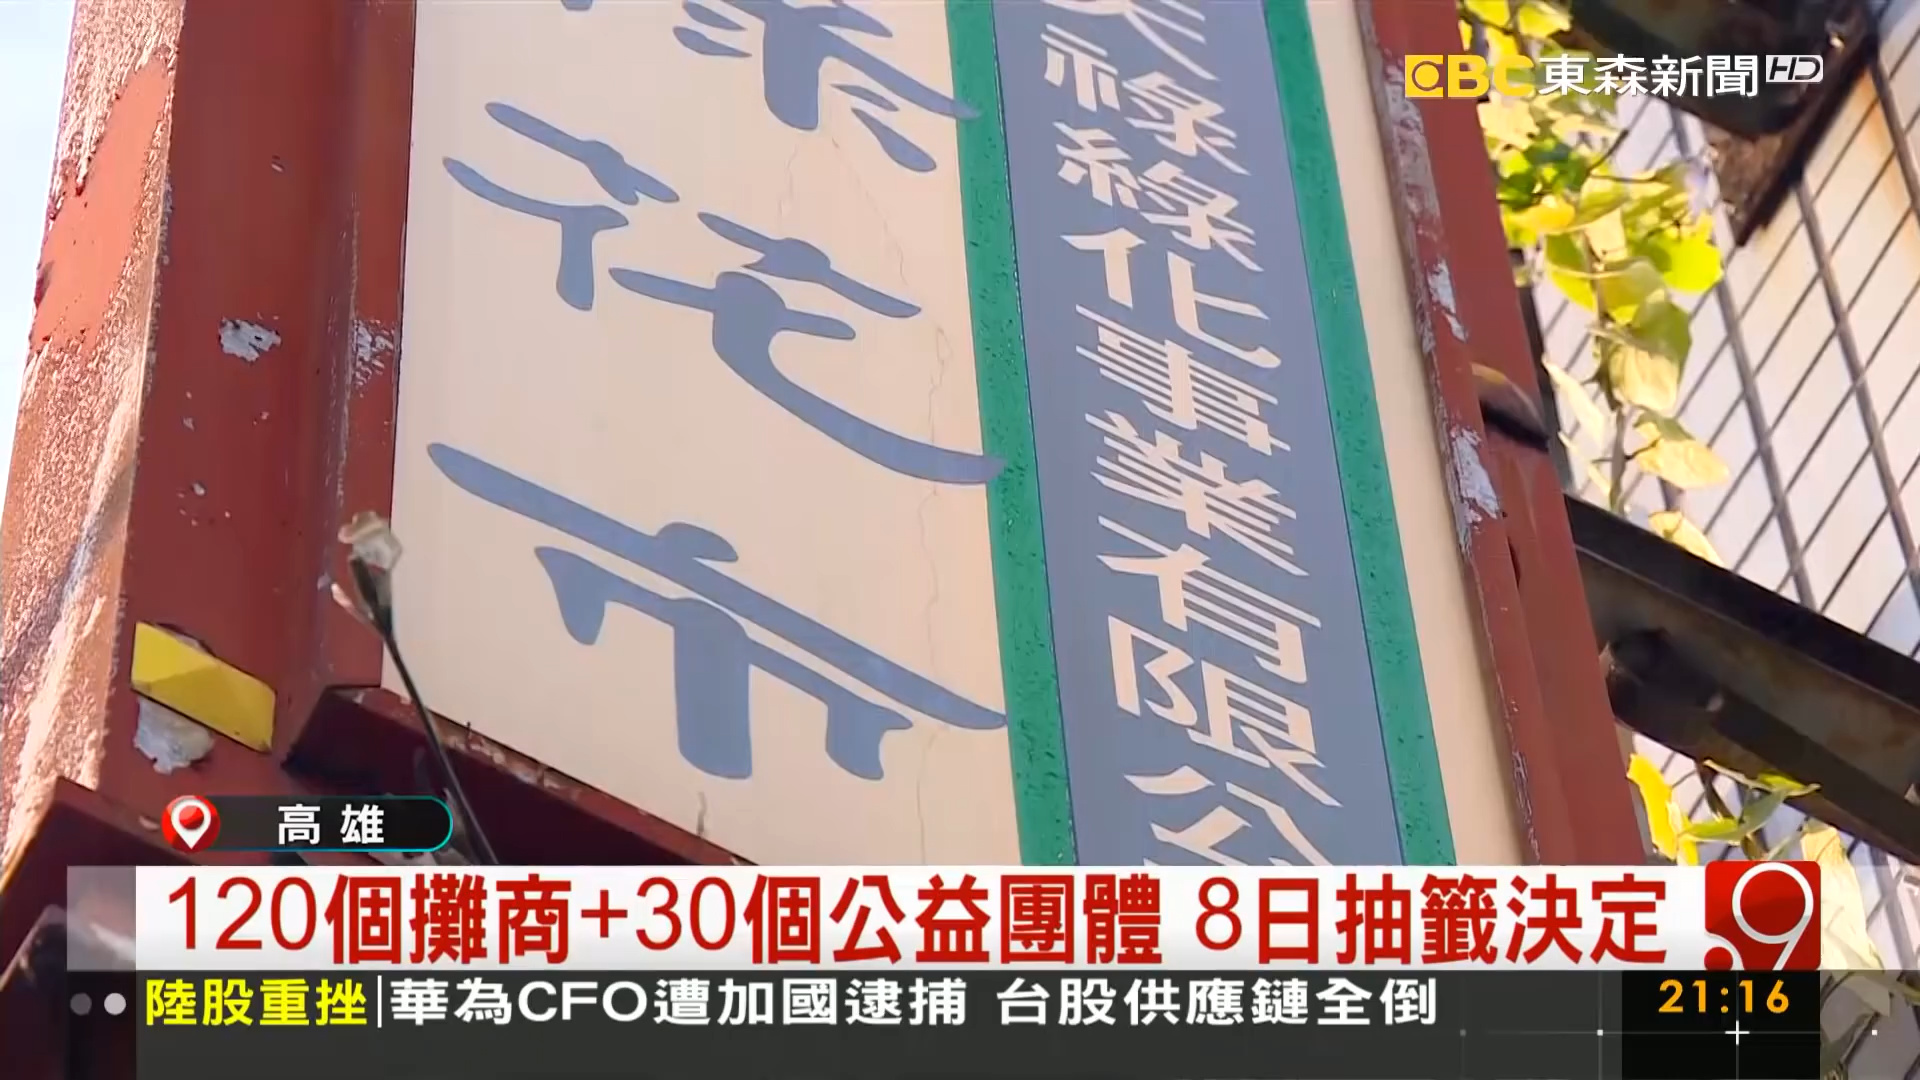 EBC東森新聞HD
花市
祿綠化事業有限公
高雄
120個攤商+30個公益團體 8日抽籤決定
9
陸股重挫|華為CFO遭加國逮捕 台股供應鏈全倒
21:16